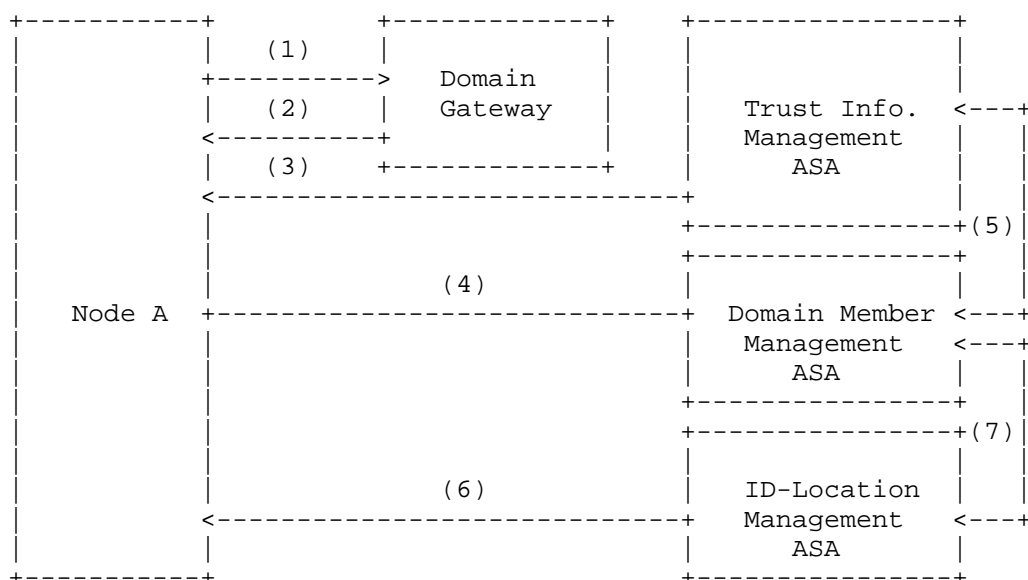 (1)
Domain
(2) Gateway Trust Info.
Management
(3) ASA
(5)
(4)
Node A Domain Member
Management
ASA
(7)
(6) ID-Location
Management
ASA